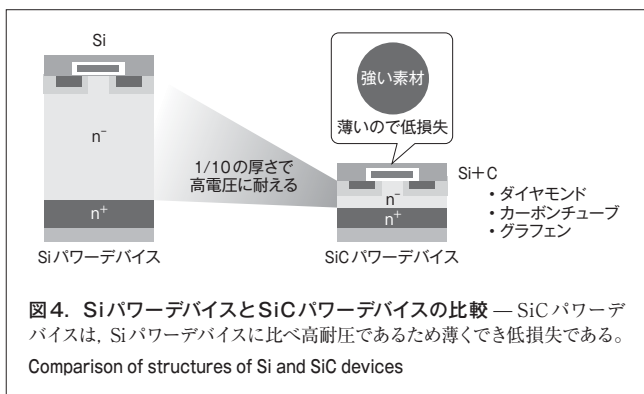 Si
n⁻
n⁺
Siパワーデバイス
1/10の厚さで
高電圧に耐える
強い素材
薄いので低損失
Si+C
・ダイヤモンド
・カーボンチューブ
・グラフェン
n⁻
n⁺
SiCパワーデバイス
図4. SiパワーデバイスとSiCパワーデバイスの比較 — SiCパワーデ
バイスは,Siパワーデバイスに比べ高耐圧であるため薄くでき低損失である。
Comparison of structures of Si and SiC devices